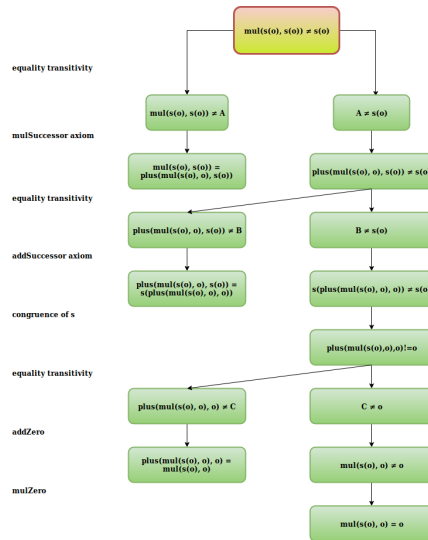 mul(s(o), s(o)) ≠ s(o)
equality transitivity
mul(s(o), s(o)) ≠ A
A ≠ s(o)
mulSuccessor axiom
mul(s(o), s(o)) =
plus(mul(s(o), o), s(o))
plus(mul(s(o), o), s(o)) ≠ s(o
equality transitivity
plus(mul(s(o), o), s(o)) ≠ B
B ≠ s(o)
addSuccessor axiom
plus(mul(s(o), o), s(o)) =
s(plus(mul(s(o), o), o))
s(plus(mul(s(o), o), o)) ≠ s(o
congruence of s
plus(mul(s(o),o),o)!=o
equality transitivity
plus(mul(s(o), o), o) ≠ C
C ≠ o
addZero
plus(mul(s(o), o), o) =
mul(s(o), o)
mul(s(o), o) ≠ o
mulZero
mul(s(o), o) = o